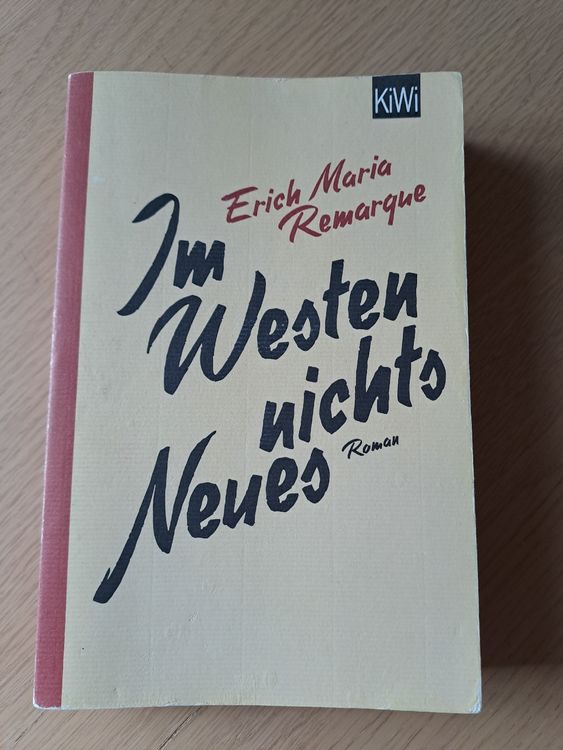 KiWi
Erich Maria
Remarque
Im
Westen
nichts
Neues
Roman